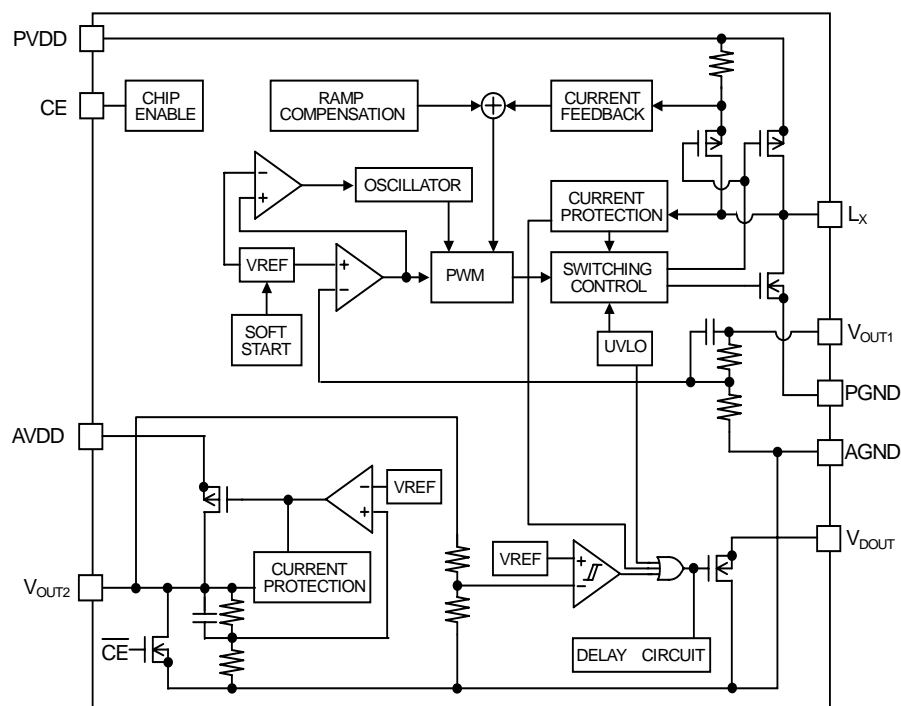 PVDD
CE
CHIP
ENABLE
RAMP
COMPENSATION
+
CURRENT
FEEDBACK
−
+
OSCILLATOR
CURRENT
PROTECTION
LX
VREF
+
−
PWM
SWITCHING
CONTROL
SOFT
START
UVLO
VOUT1
PGND
AVDD
AGND
−
+
VREF
VDOUT
VREF
+
−
CURRENT
PROTECTION
VOUT2
CE
DELAY CIRCUIT